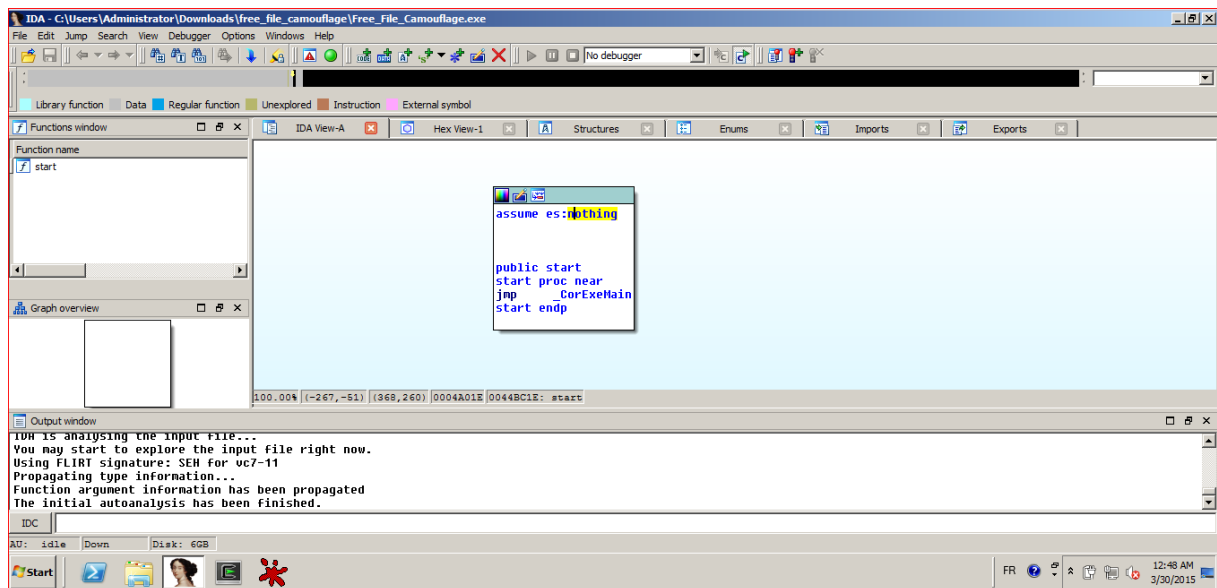 IDA - C:\Users\Administrator\Downloads\free_file_camouflage\Free_File_Camouflage.exe
File Edit Jump Search View Debugger Options Windows Help
No debugger
Library function Data Regular function Unexplored Instruction External symbol
Functions window IDA View-A Hex View-1 Structures Enums Imports Exports
Function name
start
assume es:nothing
public start
start proc near
jmp _CorExeMain
start endp
Graph overview
100.00% (-267,-51) (368,260) 0004A01E 0044BC1E: start
Output window
IDA is analysing the input file...
You may start to explore the input file right now.
Using FLIRT signature: SEH for vc7-11
Propagating type information...
Function argument information has been propagated
The initial autoanalysis has been finished.
IDC
AU: idle Down Disk: 6GB
Start FR 12:48 AM
3/30/2015